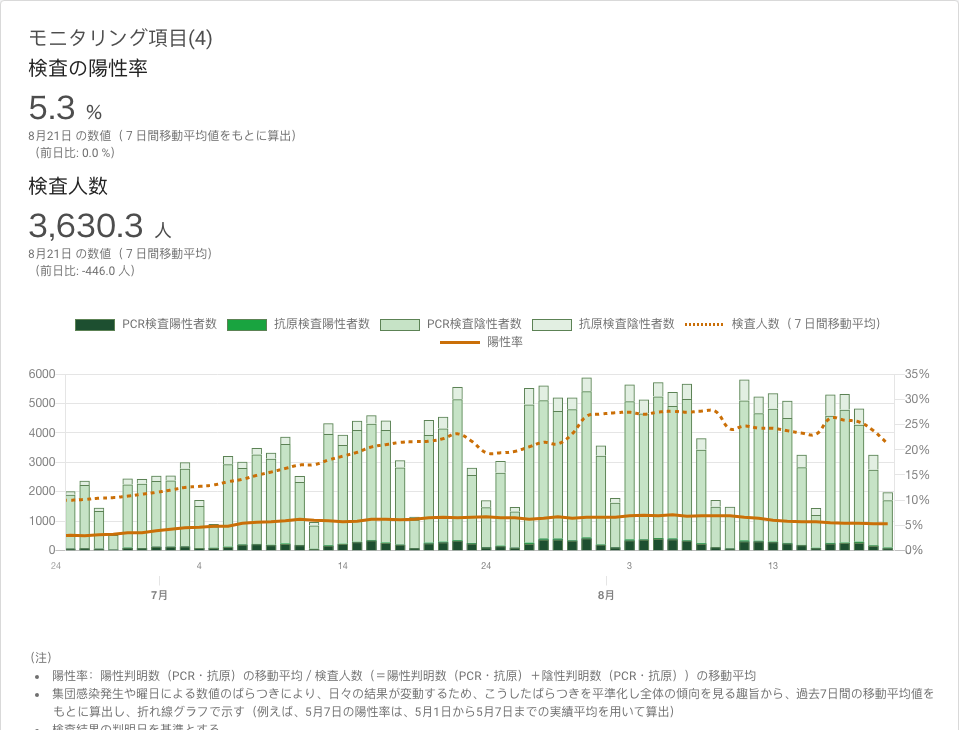 モニタリング項目(4)
検査の陽性率
5.3 %
8月21日 の数値（７日間移動平均値をもとに算出）
（前日比: 0.0 %）
検査人数
3,630.3 人
8月21日 の数値（７日間移動平均）
（前日比: -446.0 人）
PCR検査陽性者数 抗原検査陽性者数 PCR検査陰性者数 抗原検査陰性者数 検査人数（７日間移動平均）
陽性率
6000 35%
5000 30%
4000 25%
3000 20%
2000 15%
1000 10%
0 5%
0%
24 4 14 24 3 13
7月 8月
（注）
• 陽性率：陽性判明数（PCR・抗原）の移動平均 / 検査人数（＝陽性判明数（PCR・抗原）＋陰性判明数（PCR・抗原））の移動平均
• 集団感染発生や曜日による数値のばらつきにより、日々の結果が変動するため、こうしたばらつきを平準化し全体の傾向を見る趣旨から、過去7日間の移動平均値を
もとに算出し、折れ線グラフで示す（例えば、5月7日の陽性率は、5月1日から5月7日までの実績平均を用いて算出）
• 検査結果の判明日を基準とする